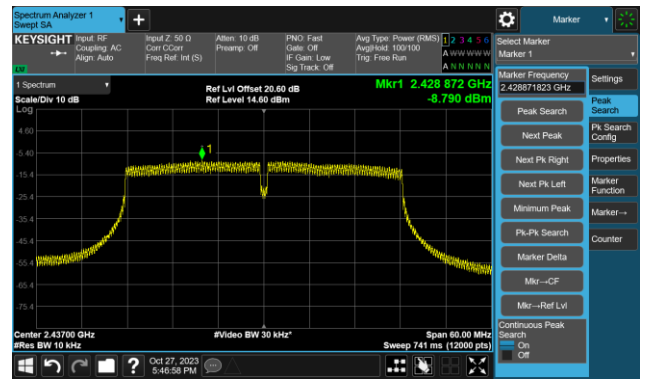 Spectrum Analyzer 1
Swept SA
Marker
KEYSIGHT
Input: RF
Coupling: AC
Align: Auto
Input Z: 50 Ω
Corr CCorr
Freq Ref: Int (S)
Atten: 10 dB
Preamp: Off
PNO: Fast
Gate: Off
IF Gain: Low
Sig Track: Off
Avg Type: Power (RMS)
Avg|Hold: 100/100
Trig: Free Run
1 2 3 4 5 6
A W W W W W
A N N N N N
Select Marker
Marker 1
1 Spectrum
Scale/Div 10 dB
Log
Ref Lvl Offset 20.60 dB
Ref Level 14.60 dBm
Mkr1 2.428 872 GHz
-8.790 dBm
4.60
-5.40
-15.4
-25.4
-35.4
-45.4
-55.4
-65.4
-75.4
1
Center 2.43700 GHz
#Res BW 10 kHz
#Video BW 30 kHz*
Span 60.00 MHz
Sweep 741 ms (12000 pts)
Marker Frequency
2.428871823 GHz
Peak Search
Next Peak
Next Pk Right
Next Pk Left
Minimum Peak
Pk-Pk Search
Marker Delta
Mkr→CF
Mkr→Ref Lvl
Continuous Peak
Search
On
Off
Settings
Peak
Search
Pk Search
Config
Properties
Marker
Function
Marker→
Counter
?
Oct 27, 2023
5:46:58 PM